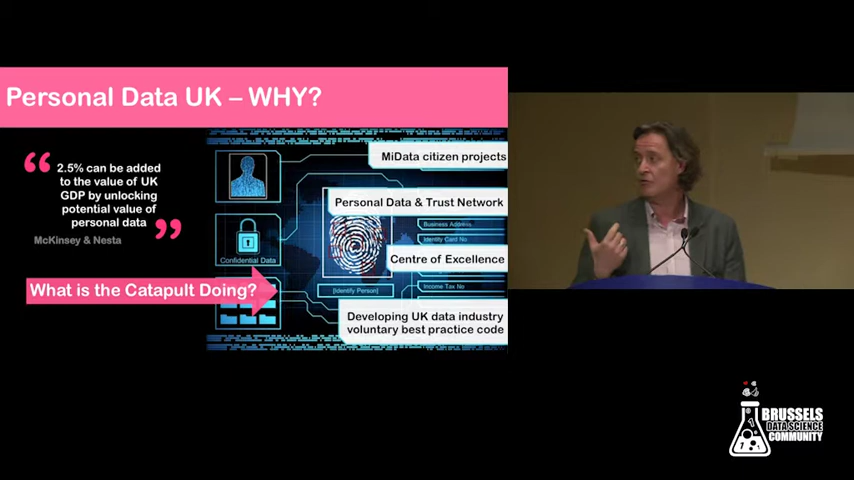 Personal Data UK – WHY?
“ 2.5% can be added
to the value of UK
GDP by unlocking
potential value of
personal data ”
McKinsey & Nesta
What is the Catapult Doing?
MiData citizen projects
Personal Data & Trust Network
Business Address
Identify Card No
Centre of Excellence
Confidential Data
[Identify Person]
Income Tax No
Developing UK data industry
voluntary best practice code
BRUSSELS
DATA SCIENCE
COMMUNITY